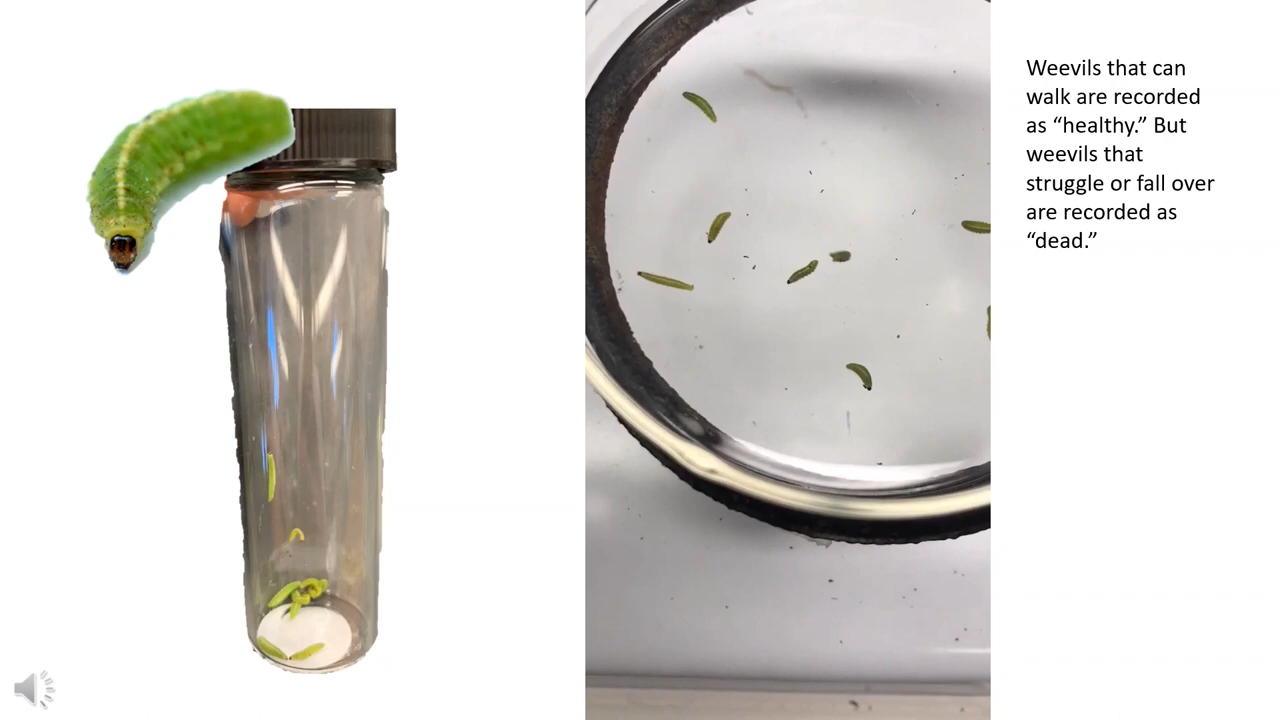 Weevils that can
walk are recorded
as “healthy.” But
weevils that
struggle or fall over
are recorded as
“dead.”